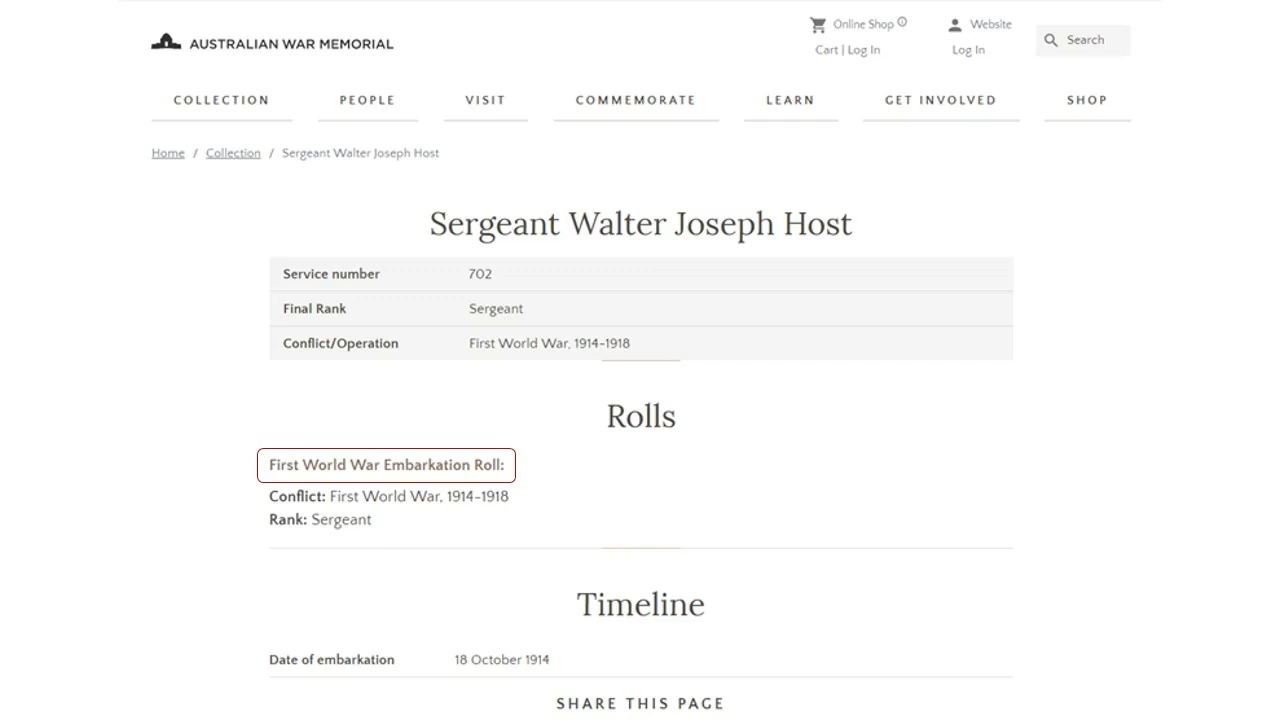 AUSTRALIAN WAR MEMORIAL
Online Shop
Cart | Log In
Website
Log In
Search
COLLECTION PEOPLE VISIT COMMEMORATE LEARN GET INVOLVED SHOP
Home / Collection / Sergeant Walter Joseph Host
Sergeant Walter Joseph Host
Service number 702
Final Rank Sergeant
Conflict/Operation First World War, 1914-1918
Rolls
First World War Embarkation Roll:
Conflict: First World War, 1914-1918
Rank: Sergeant
Timeline
Date of embarkation 18 October 1914
SHARE THIS PAGE